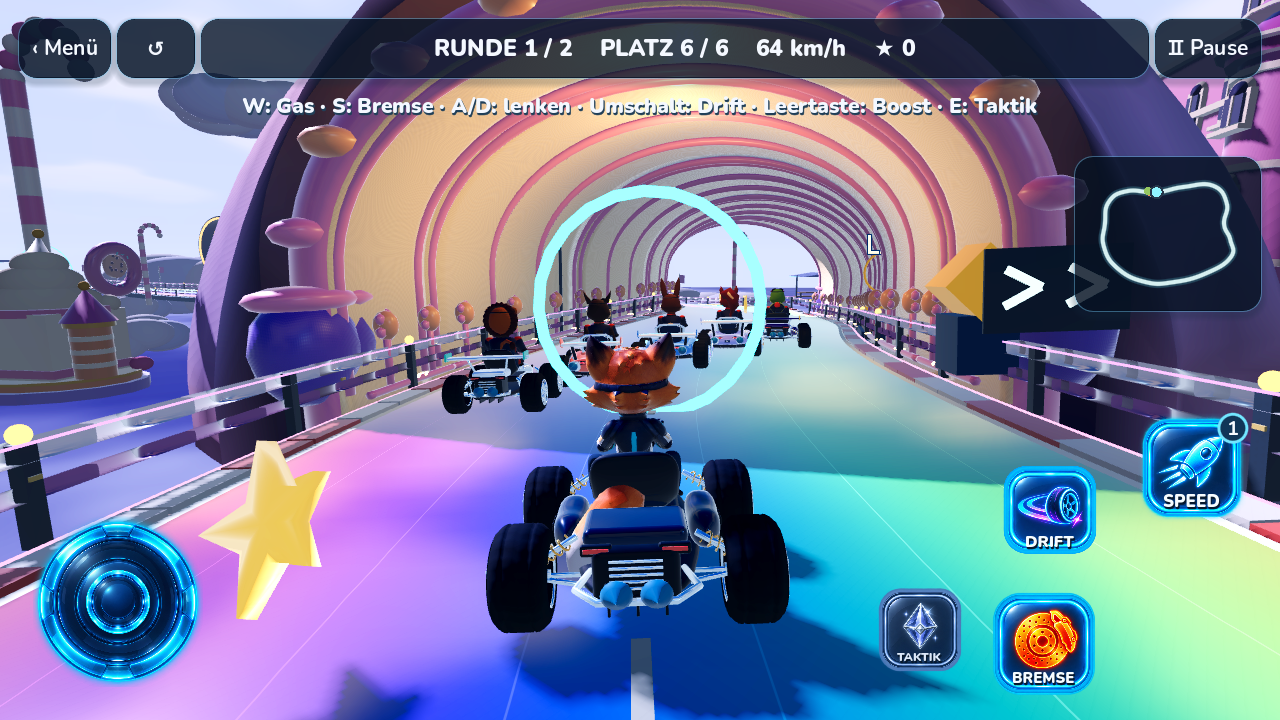 ‹ Menü
↺
RUNDE 1 / 2 PLATZ 6 / 6 64 km/h ★ 0
II Pause
W: Gas · S: Bremse · A/D: lenken · Umschalt: Drift · Leertaste: Boost · E: Taktik
L
> >
1
SPEED
DRIFT
TAKTIK
BREMSE